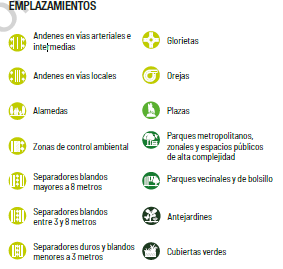 EMPLAZAMIENTOS
Andenes en vías arteriales e
intermedias
Andenes en vías locales
Alamedas
Zonas de control ambiental
Separadores blandos
mayores a 8 metros
Separadores blandos
entre 3 y 8 metros
Separadores duros y blandos
menores a 3 metros
Glorietas
Orejas
Plazas
Parques metropolitanos,
zonales y espacios públicos
de alta complejidad
Parques vecinales y de bolsillo
Antejardines
Cubiertas verdes